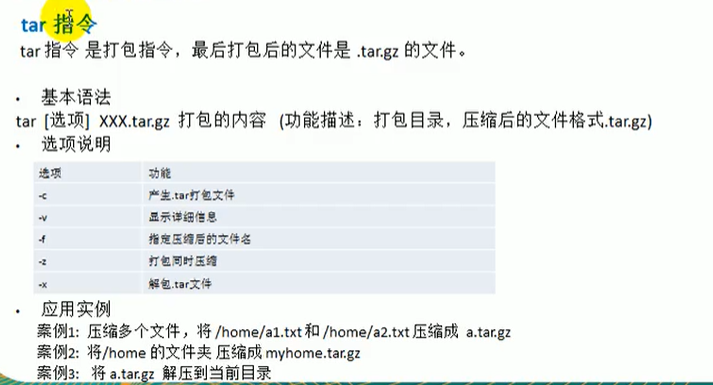 tar 指令
tar 指令 是打包指令，最后打包后的文件是 .tar.gz 的文件。
• 基本语法
tar [选项] XXX.tar.gz 打包的内容 (功能描述：打包目录，压缩后的文件格式.tar.gz)
• 选项说明
选项 功能
-c 产生.tar打包文件
-v 显示详细信息
-f 指定压缩后的文件名
-z 打包同时压缩
-x 解包.tar文件
• 应用实例
案例1: 压缩多个文件，将 /home/a1.txt 和 /home/a2.txt 压缩成 a.tar.gz
案例2: 将/home 的文件夹 压缩成 myhome.tar.gz
案例3: 将 a.tar.gz 解压到当前目录